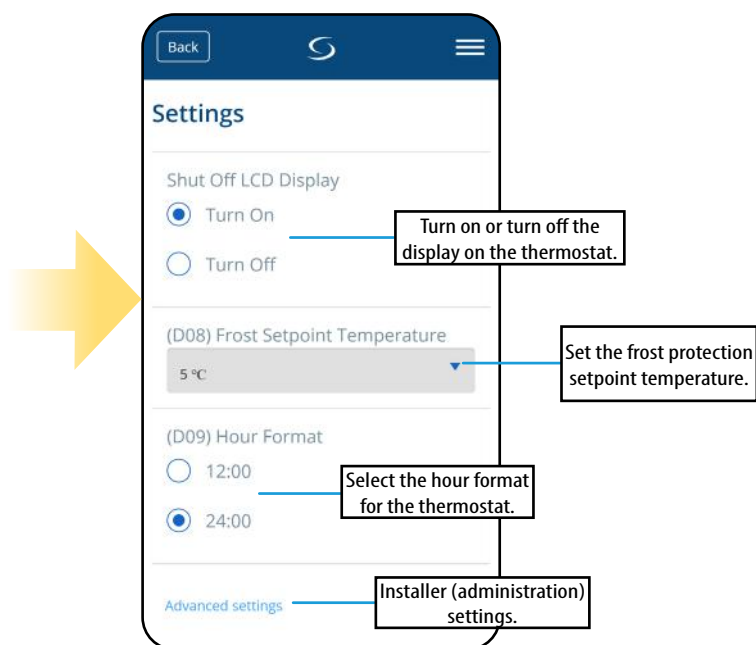 Back
Settings
Shut Off LCD Display
Turn On
Turn on or turn off the
display on the thermostat.
Turn Off
(D08) Frost Setpoint Temperature
5 °C
Set the frost protection
setpoint temperature.
(D09) Hour Format
12:00
Select the hour format
for the thermostat.
24:00
Advanced settings
Installer (administration)
settings.